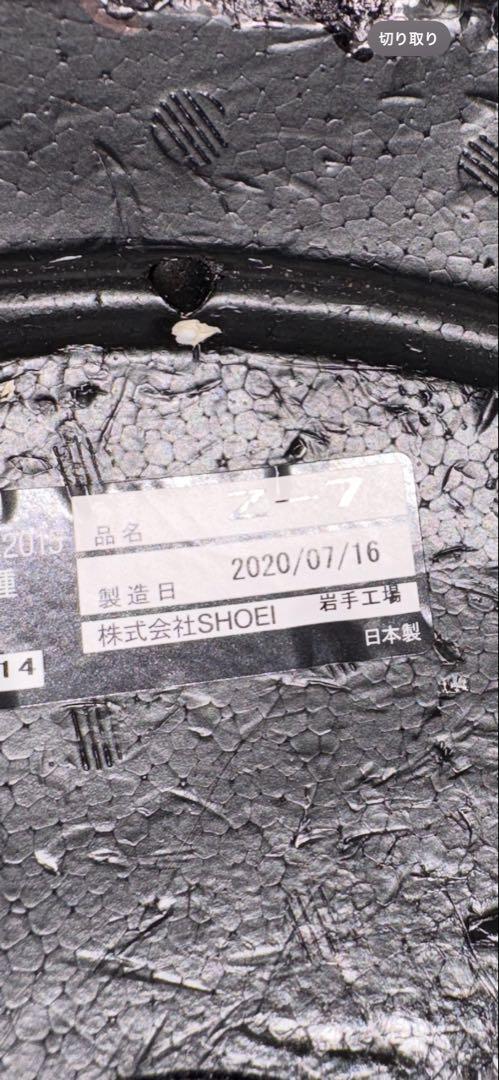 切り取り
2015
種
14
品名
製造日 2020/07/16
株式会社SHOEI 岩手工場
日本製